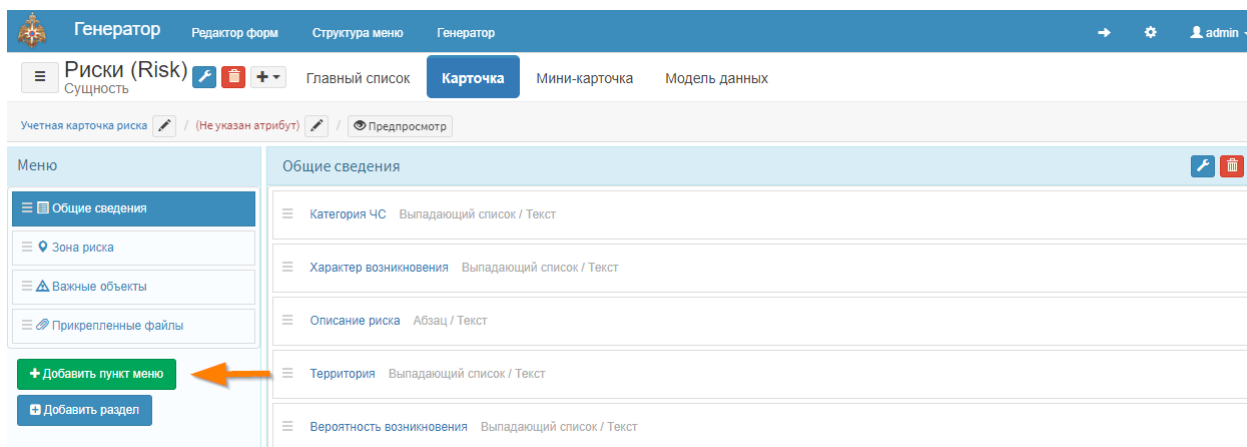 Генератор Редактор форм Структура меню Генератор admin
Риски (Risk) Главный список Карточка Мини-карточка Модель данных
Сущность
Учетная карточка риска / (Не указан атрибут) / Предпросмотр
Меню
Общие сведения
Зона риска
Важные объекты
Прикрепленные файлы
Добавить пункт меню
Добавить раздел
Общие сведения
Категория ЧС Выпадающий список / Текст
Характер возникновения Выпадающий список / Текст
Описание риска Абзац / Текст
Территория Выпадающий список / Текст
Вероятность возникновения Выпадающий список / Текст